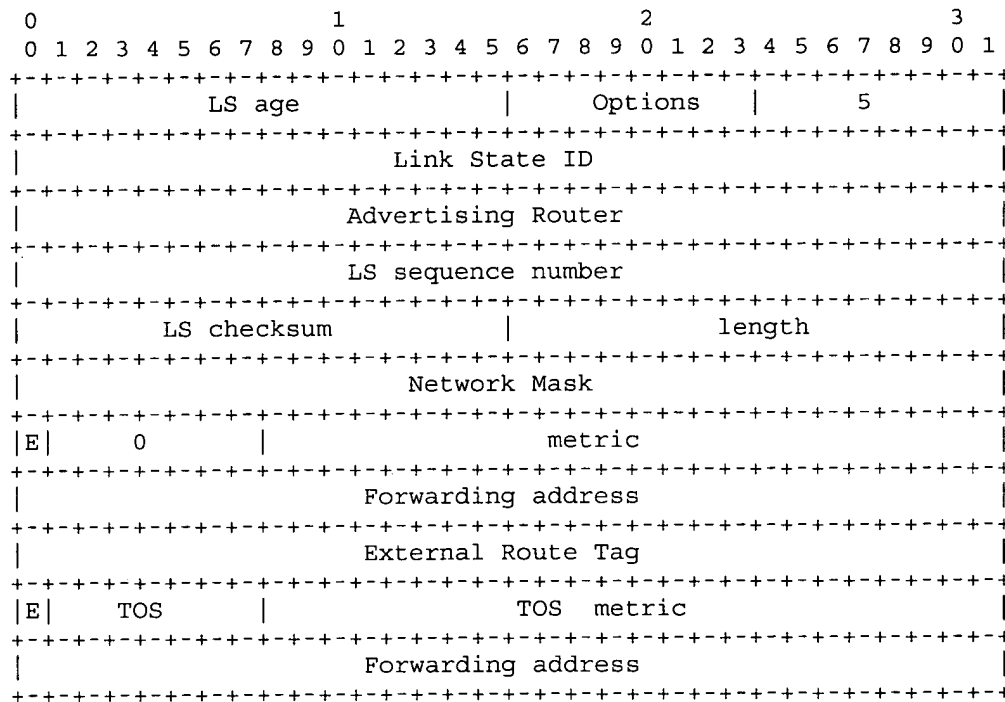 0                   1                   2                   3
0 1 2 3 4 5 6 7 8 9 0 1 2 3 4 5 6 7 8 9 0 1 2 3 4 5 6 7 8 9 0 1
+-+-+-+-+-+-+-+-+-+-+-+-+-+-+-+-+-+-+-+-+-+-+-+-+-+-+-+-+-+-+-+-+
|            LS age             |     Options   |      5        |
+-+-+-+-+-+-+-+-+-+-+-+-+-+-+-+-+-+-+-+-+-+-+-+-+-+-+-+-+-+-+-+-+
|                        Link State ID                          |
+-+-+-+-+-+-+-+-+-+-+-+-+-+-+-+-+-+-+-+-+-+-+-+-+-+-+-+-+-+-+-+-+
|                     Advertising Router                        |
+-+-+-+-+-+-+-+-+-+-+-+-+-+-+-+-+-+-+-+-+-+-+-+-+-+-+-+-+-+-+-+-+
|                     LS sequence number                        |
+-+-+-+-+-+-+-+-+-+-+-+-+-+-+-+-+-+-+-+-+-+-+-+-+-+-+-+-+-+-+-+-+
|         LS checksum           |             length            |
+-+-+-+-+-+-+-+-+-+-+-+-+-+-+-+-+-+-+-+-+-+-+-+-+-+-+-+-+-+-+-+-+
|                         Network Mask                          |
+-+-+-+-+-+-+-+-+-+-+-+-+-+-+-+-+-+-+-+-+-+-+-+-+-+-+-+-+-+-+-+-+
|E|     0       |                  metric                       |
+-+-+-+-+-+-+-+-+-+-+-+-+-+-+-+-+-+-+-+-+-+-+-+-+-+-+-+-+-+-+-+-+
|                      Forwarding address                       |
+-+-+-+-+-+-+-+-+-+-+-+-+-+-+-+-+-+-+-+-+-+-+-+-+-+-+-+-+-+-+-+-+
|                      External Route Tag                       |
+-+-+-+-+-+-+-+-+-+-+-+-+-+-+-+-+-+-+-+-+-+-+-+-+-+-+-+-+-+-+-+-+
|E|    TOS      |                TOS  metric                    |
+-+-+-+-+-+-+-+-+-+-+-+-+-+-+-+-+-+-+-+-+-+-+-+-+-+-+-+-+-+-+-+-+
|                      Forwarding address                       |
+-+-+-+-+-+-+-+-+-+-+-+-+-+-+-+-+-+-+-+-+-+-+-+-+-+-+-+-+-+-+-+-+